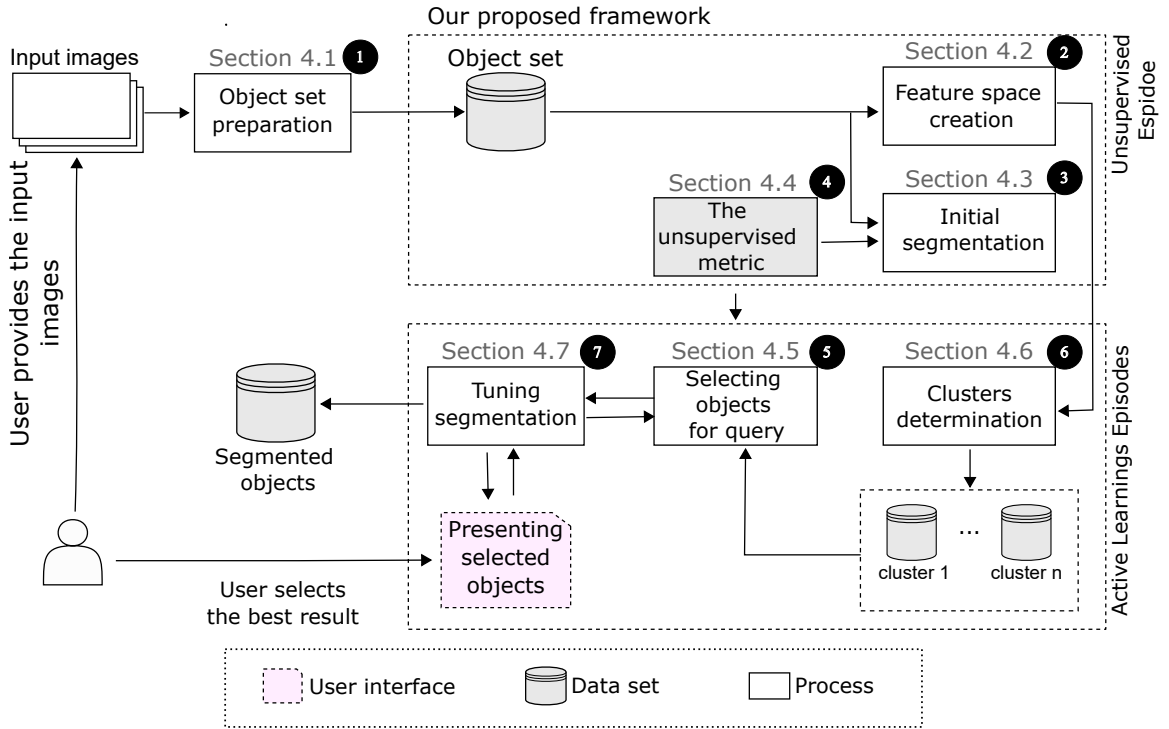 Our proposed framework
Input images
Section 4.1
1
Object set
preparation
Object set
Section 4.2
2
Feature space
creation
Unsupervised
Espidoe
Section 4.4
4
The
unsupervised
metric
Section 4.3
3
Initial
segmentation
User provides the input
images
Section 4.7
7
Tuning
segmentation
Section 4.5
5
Selecting
objects
for query
Section 4.6
6
Clusters
determination
Active Learnings Episodes
Segmented
objects
Presenting
selected
objects
...
cluster 1
cluster n
User selects
the best result
User interface
Data set
Process